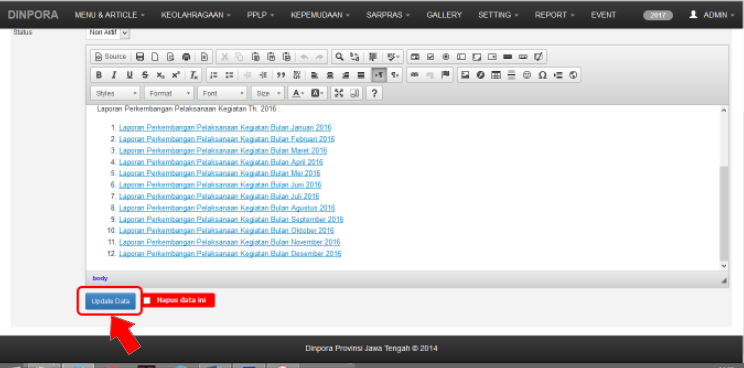 DINPORA MENU & ARTICLE KEOLAHRAGAAN PPLP KEPEMUDAAN SARPRAS GALLERY SETTING REPORT EVENT 2017 ADMIN
Status Non Aktif
Source
B I U S x₂ x² Tx
Styles Format Font Size A A ?
Laporan Perkembangan Pelaksanaan Kegiatan Th. 2016 :
1. Laporan Perkembangan Pelaksanaan Kegiatan Bulan Januari 2016
2. Laporan Perkembangan Pelaksanaan Kegiatan Bulan Februari 2016
3. Laporan Perkembangan Pelaksanaan Kegiatan Bulan Maret 2016
4. Laporan Perkembangan Pelaksanaan Kegiatan Bulan April 2016
5. Laporan Perkembangan Pelaksanaan Kegiatan Bulan Mei 2016
6. Laporan Perkembangan Pelaksanaan Kegiatan Bulan Juni 2016
7. Laporan Perkembangan Pelaksanaan Kegiatan Bulan Juli 2016
8. Laporan Perkembangan Pelaksanaan Kegiatan Bulan Agustus 2016
9. Laporan Perkembangan Pelaksanaan Kegiatan Bulan September 2016
10. Laporan Perkembangan Pelaksanaan Kegiatan Bulan Oktober 2016
11. Laporan Perkembangan Pelaksanaan Kegiatan Bulan November 2016
12. Laporan Perkembangan Pelaksanaan Kegiatan Bulan Desember 2016
body
Update Data Hapus data ini
Dinpora Provinsi Jawa Tengah © 2014